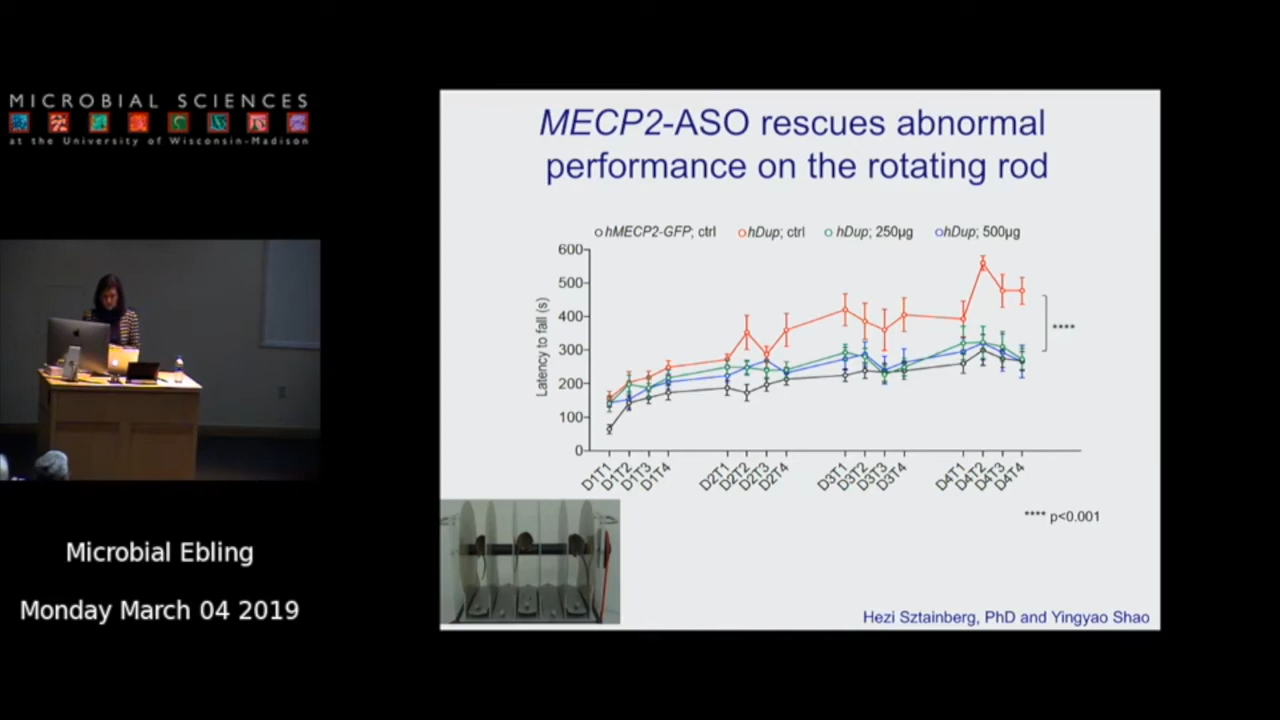 MICROBIAL SCIENCES
at the University of Wisconsin-Madison
Microbial Ebling
Monday March 04 2019
MECP2-ASO rescues abnormal
performance on the rotating rod
hMECP2-GFP; ctrl hDup; ctrl hDup; 250µg hDup; 500µg
Latency to fall (s)
600
500
400
300
200
100
0
D1T1 D1T2 D1T3 D1T4 D2T1 D2T2 D2T3 D2T4 D3T1 D3T2 D3T3 D3T4 D4T1 D4T2 D4T3 D4T4
****
**** p<0.001
Hezi Sztainberg, PhD and Yingyao Shao